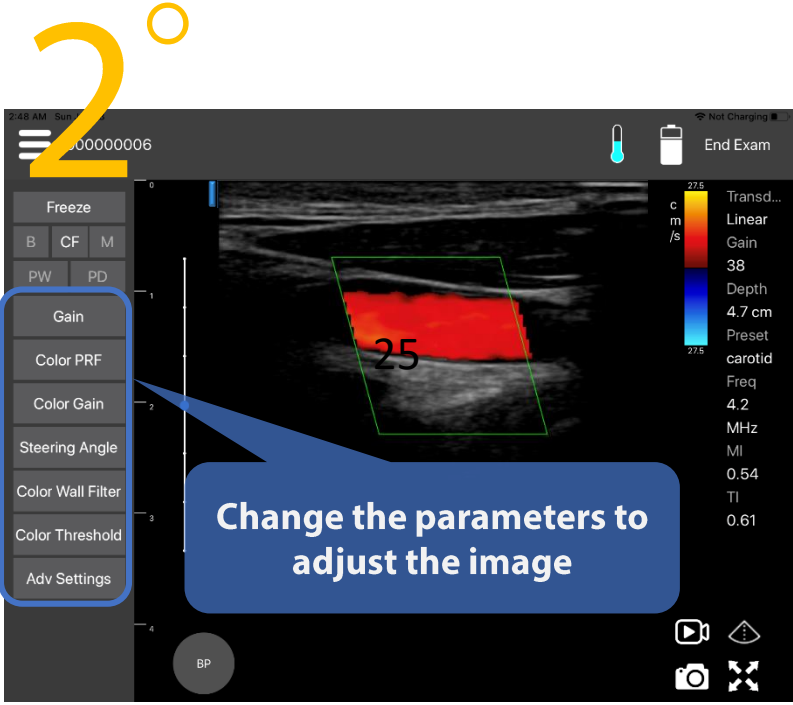 2°
2:48 AM Sun
Not Charging
000000006
End Exam
Freeze
B CF M
PW PD
Gain
Color PRF
Color Gain
Steering Angle
Color Wall Filter
Color Threshold
Adv Settings
0
1
2
3
4
25
Change the parameters to
adjust the image
BP
c
m
/s
27.5
27.5
Transd...
Linear
Gain
38
Depth
4.7 cm
Preset
carotid
Freq
4.2
MHz
MI
0.54
TI
0.61